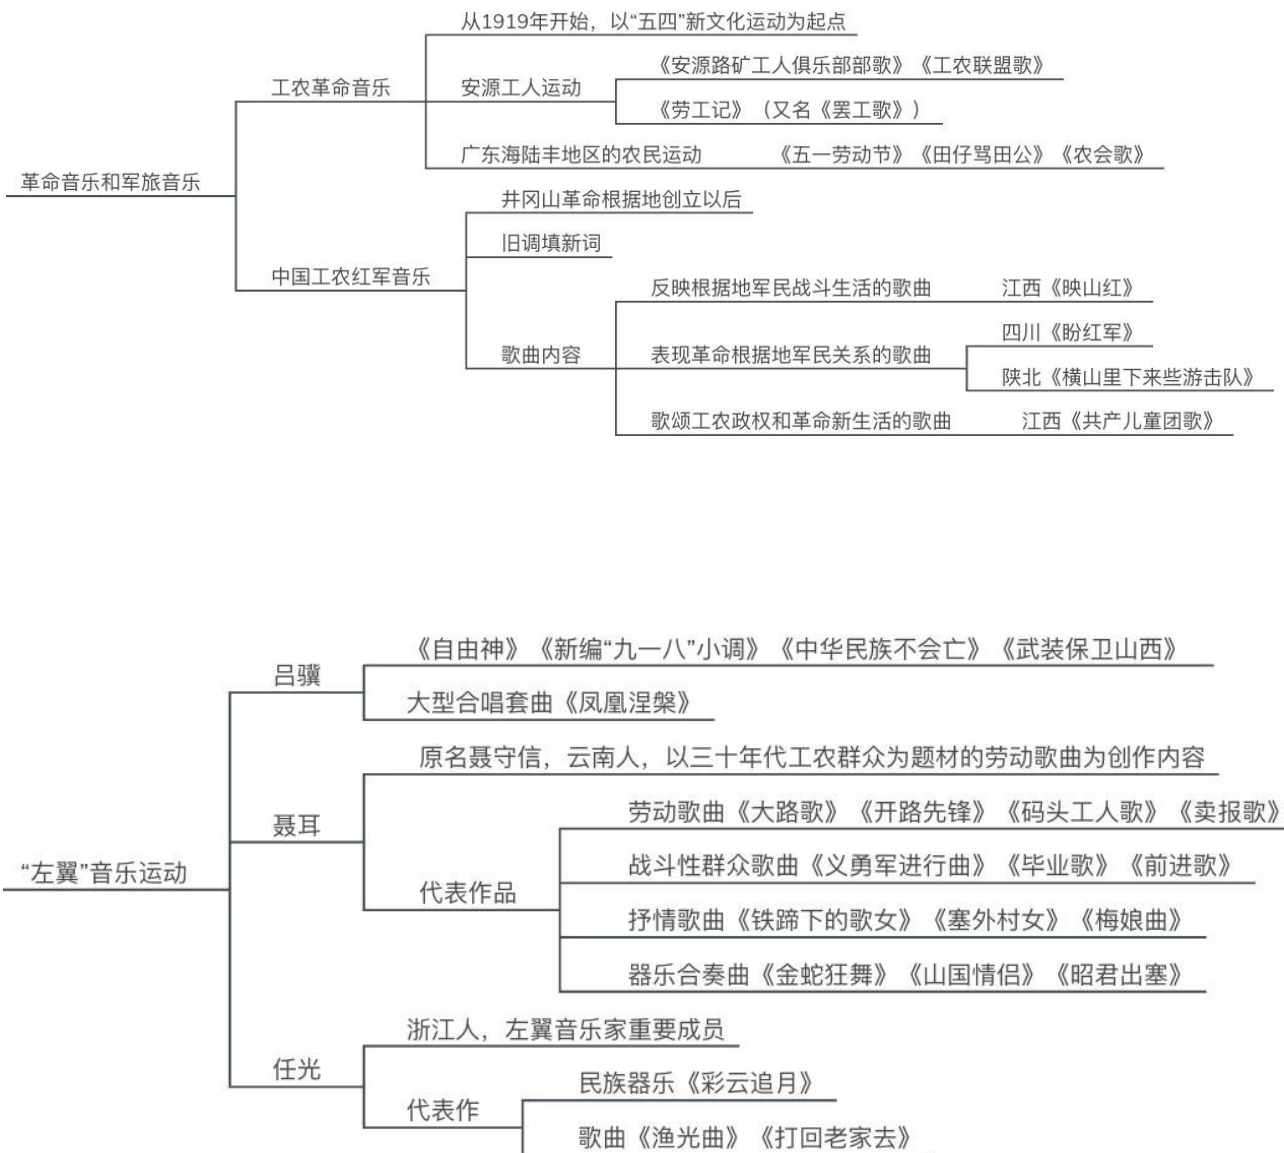 从1919年开始，以“五四”新文化运动为起点
《安源路矿工人俱乐部部歌》《工农联盟歌》
工农革命音乐
安源工人运动
《劳工记》（又名《罢工歌》）
广东海陆丰地区的农民运动 《五一劳动节》《田仔骂田公》《农会歌》
革命音乐和军旅音乐
井冈山革命根据地创立以后
旧调填新词
中国工农红军音乐
反映根据地军民战斗生活的歌曲 江西《映山红》
四川《盼红军》
歌曲内容
表现革命根据地军民关系的歌曲
陕北《横山里下来些游击队》
歌颂工农政权和革命新生活的歌曲 江西《共产儿童团歌》
《自由神》《新编“九一八”小调》《中华民族不会亡》《武装保卫山西》
吕骥
大型合唱套曲《凤凰涅槃》
原名聂守信，云南人，以三十年代工农群众为题材的劳动歌曲为创作内容
劳动歌曲《大路歌》《开路先锋》《码头工人歌》《卖报歌》
聂耳
战斗性群众歌曲《义勇军进行曲》《毕业歌》《前进歌》
“左翼”音乐运动
代表作品
抒情歌曲《铁蹄下的歌女》《塞外村女》《梅娘曲》
器乐合奏曲《金蛇狂舞》《山国情侣》《昭君出塞》
浙江人，左翼音乐家重要成员
任光
民族器乐《彩云追月》
代表作
歌曲《渔光曲》《打回老家去》